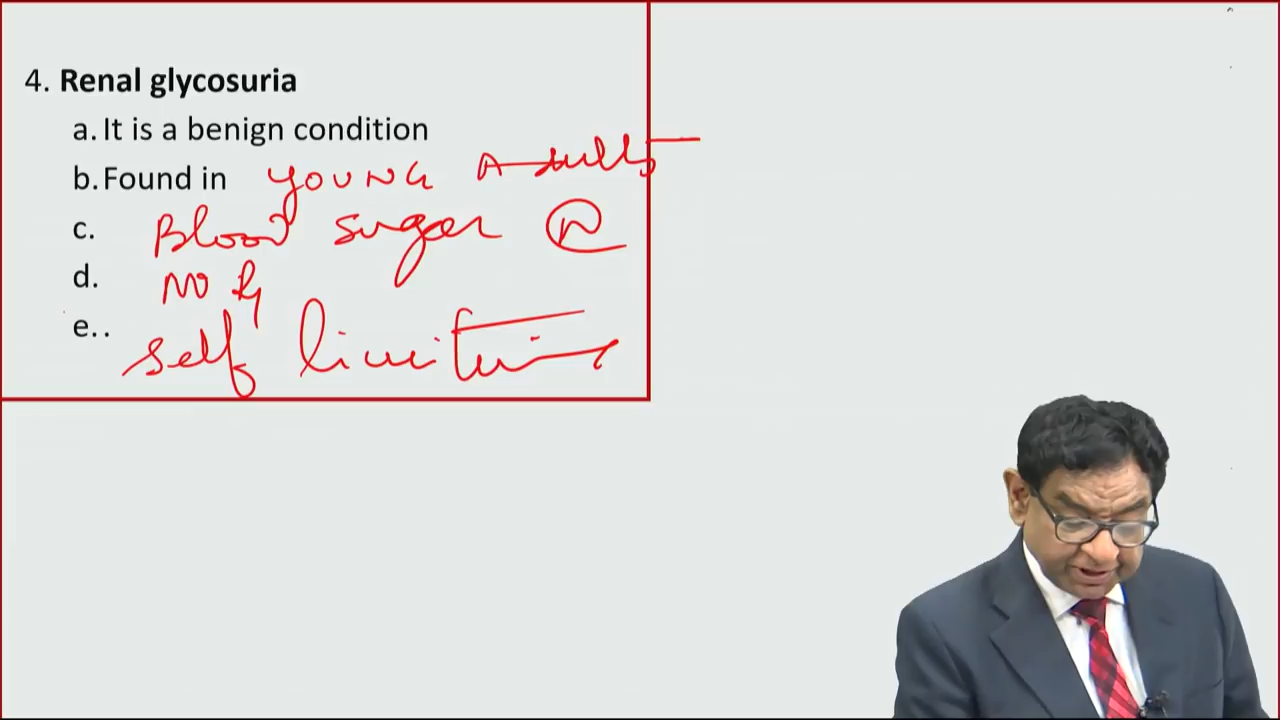 4. Renal glycosuria
a. It is a benign condition
b. Found in YOUNG Adults
c. Blood sugar N
d. NO Rx
e.. self limiting